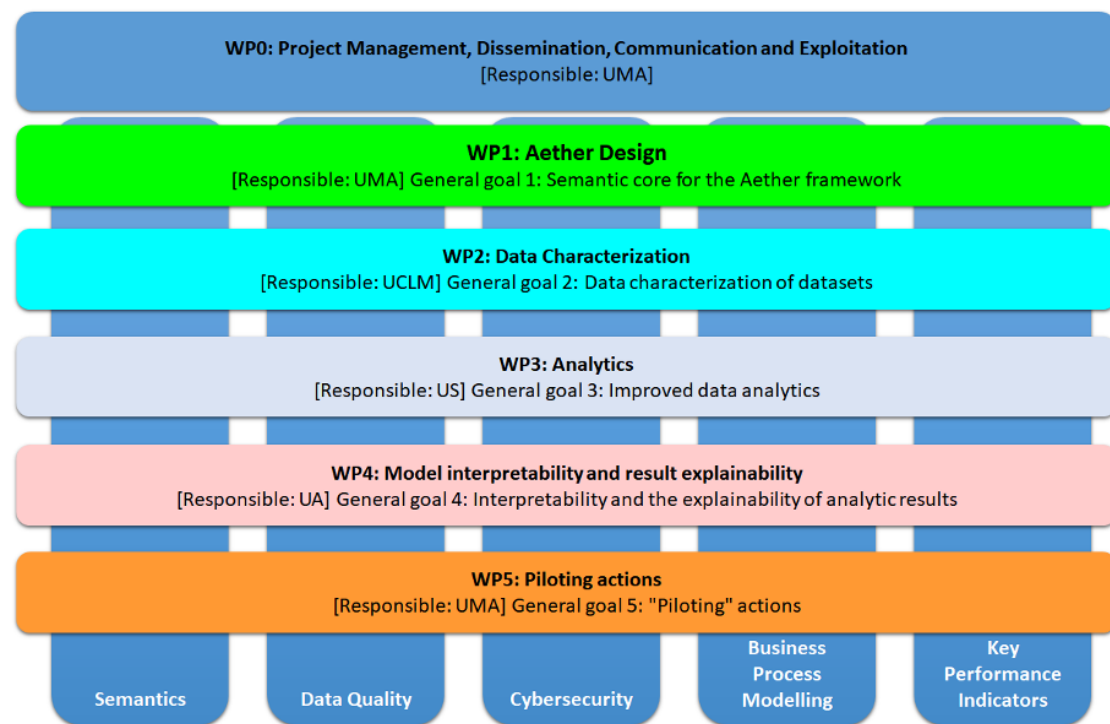 WP0: Project Management, Dissemination, Communication and Exploitation
[Responsible: UMA]
WP1: Aether Design
[Responsible: UMA] General goal 1: Semantic core for the Aether framework
WP2: Data Characterization
[Responsible: UCLM] General goal 2: Data characterization of datasets
WP3: Analytics
[Responsible: US] General goal 3: Improved data analytics
WP4: Model interpretability and result explainability
[Responsible: UA] General goal 4: Interpretability and the explainability of analytic results
WP5: Piloting actions
[Responsible: UMA] General goal 5: "Piloting" actions
Semantics
Data Quality
Cybersecurity
Business
Process
Modelling
Key
Performance
Indicators